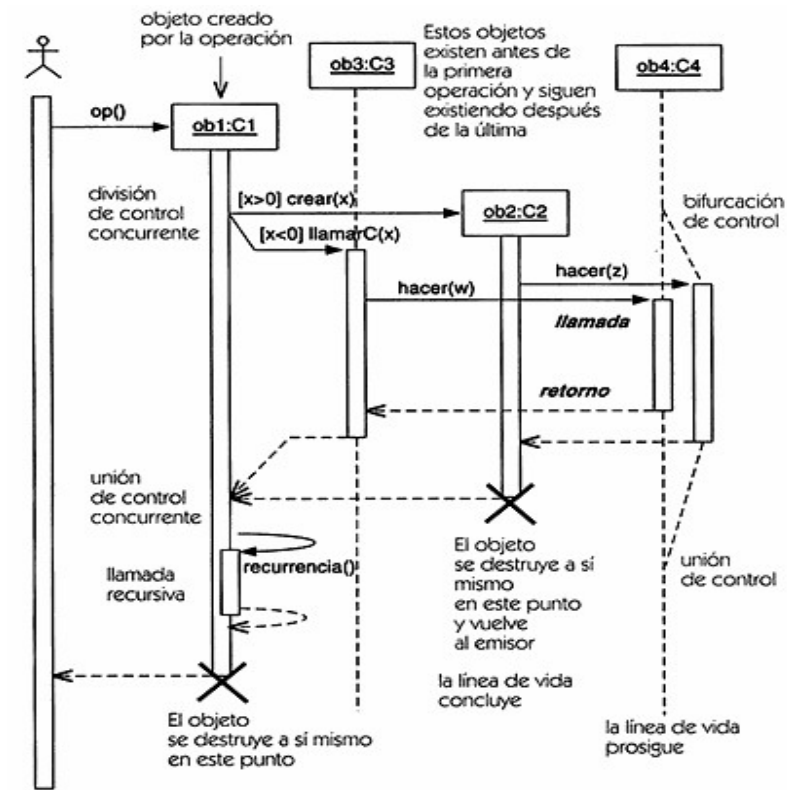 objeto creado
por la operación
Estos objetos
existen antes de
la primera
operación y siguen
existiendo después
de la última
ob3:C3
ob4:C4
op()
ob1:C1
división
de control
concurrente
[x>0] crear(x)
ob2:C2
bifurcación
de control
[x<0] llamarC(x)
hacer(z)
hacer(w)
llamada
retorno
unión
de control
concurrente
llamada
recursiva
recurrencia()
El objeto
se destruye a sí
mismo
en este punto
y vuelve
al emisor
unión
de control
la línea de vida
concluye
El objeto
se destruye a sí mismo
en este punto
la línea de vida
prosigue